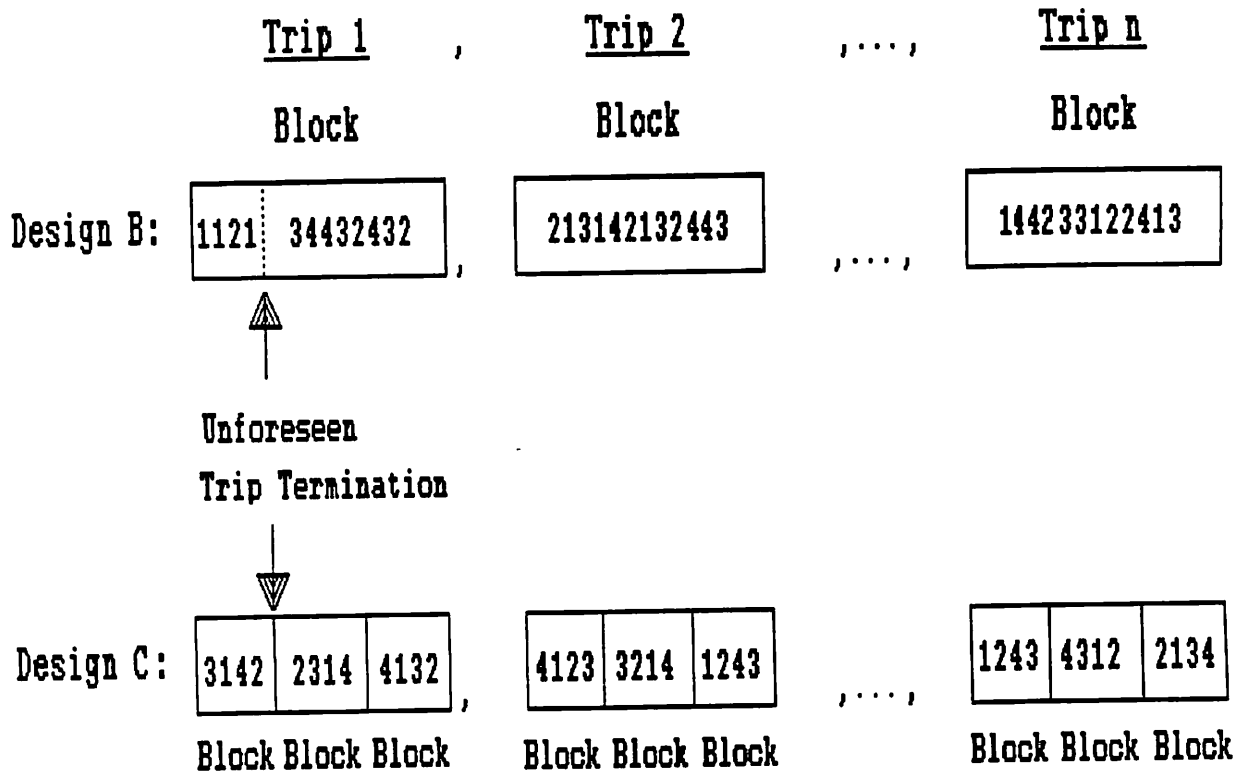 Trip 1 , Trip 2 ,..., Trip n
Block Block Block
Design B: 1121 34432432 , 213142132443 ,..., 144233122413
Unforeseen
Trip Termination
Design C: 3142 2314 4132 , 4123 3214 1243 ,..., 1243 4312 2134
Block Block Block Block Block Block Block Block Block